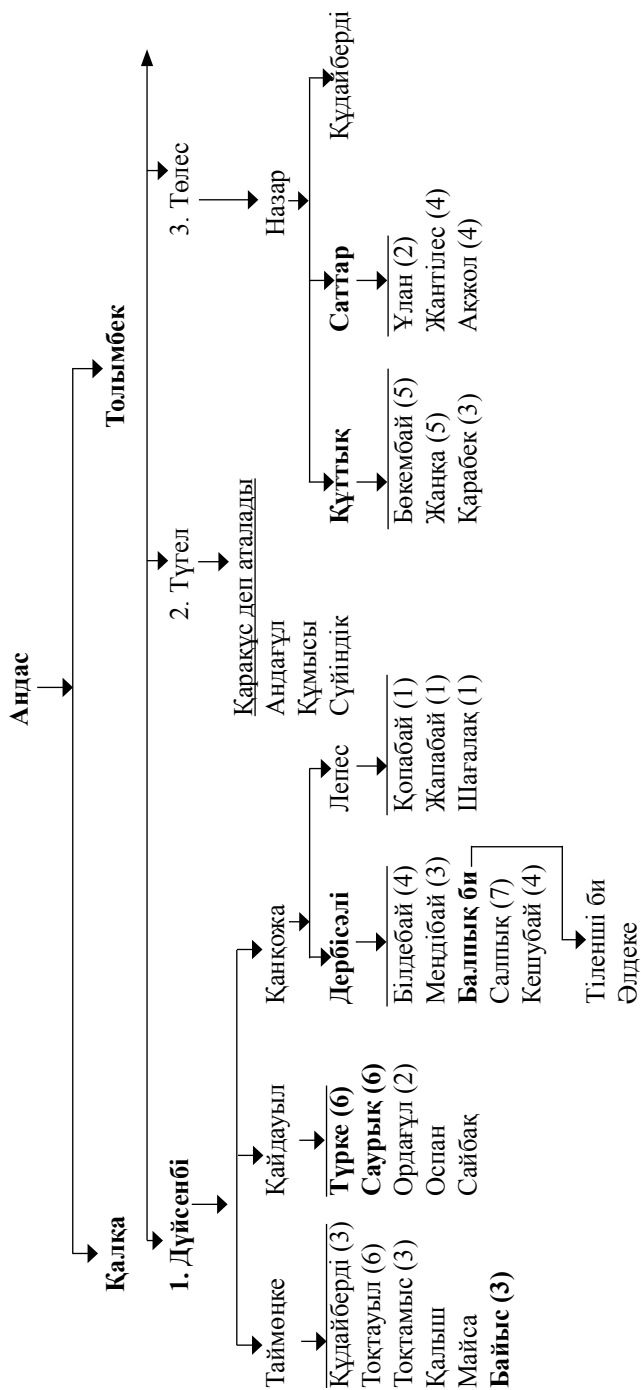 Андас
Қалқа
Толымбек
1. Дүйсенбі
2. Түгел
3. Төлес
Таймөңке
Қайдауыл
Қанқожа
Қарақұс деп аталады
Андағұл
Құмысы
Сүйіндік
Назар
Құдайберді (3)
Тоқтауыл (6)
Тоқтамыс (3)
Қалыш
Майса
Байыс (3)
Түрке (6)
Саурық (6)
Ордағұл (2)
Оспан
Сайбақ
Дербісәлі
Лепес
Білдебай (4)
Меңдібай (3)
Балпық би
Салпық (7)
Кешубай (4)
Тіленші би
Әлдеке
Қопабай (1)
Жапабай (1)
Шағалақ (1)
Құттық
Саттар
Құдайберді
Бөкембай (5)
Жаңқа (5)
Қарабек (3)
Ұлан (2)
Жантілес (4)
Ақжол (4)